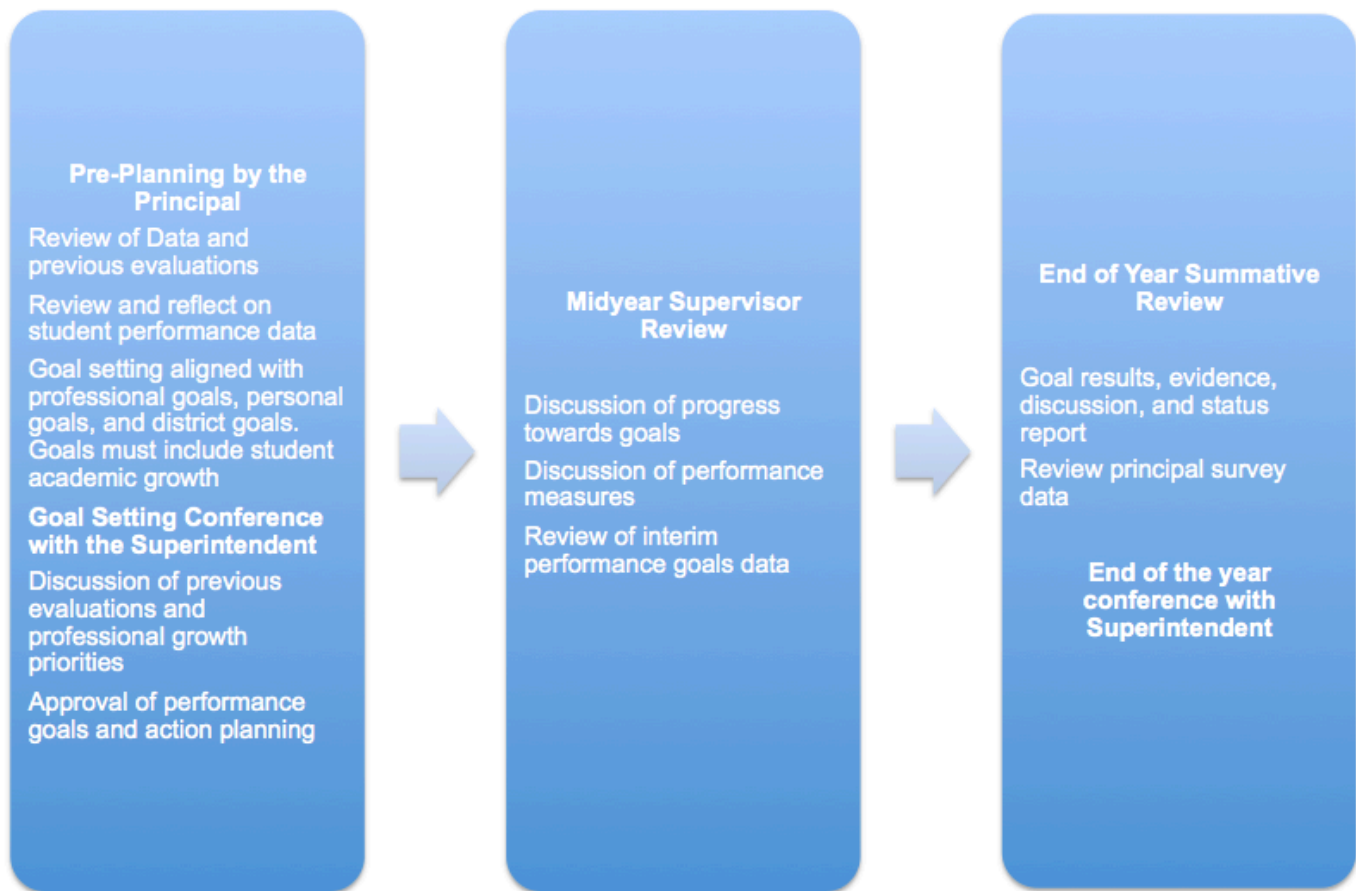 Pre-Planning by the
Principal
Review of Data and
previous evaluations
Review and reflect on
student performance data
Goal setting aligned with
professional goals, personal
goals, and district goals.
Goals must include student
academic growth
Goal Setting Conference
with the Superintendent
Discussion of previous
evaluations and
professional growth
priorities
Approval of performance
goals and action planning
Midyear Supervisor
Review
Discussion of progress
towards goals
Discussion of performance
measures
Review of interim
performance goals data
End of Year Summative
Review
Goal results, evidence,
discussion, and status
report
Review principal survey
data
End of the year
conference with
Superintendent